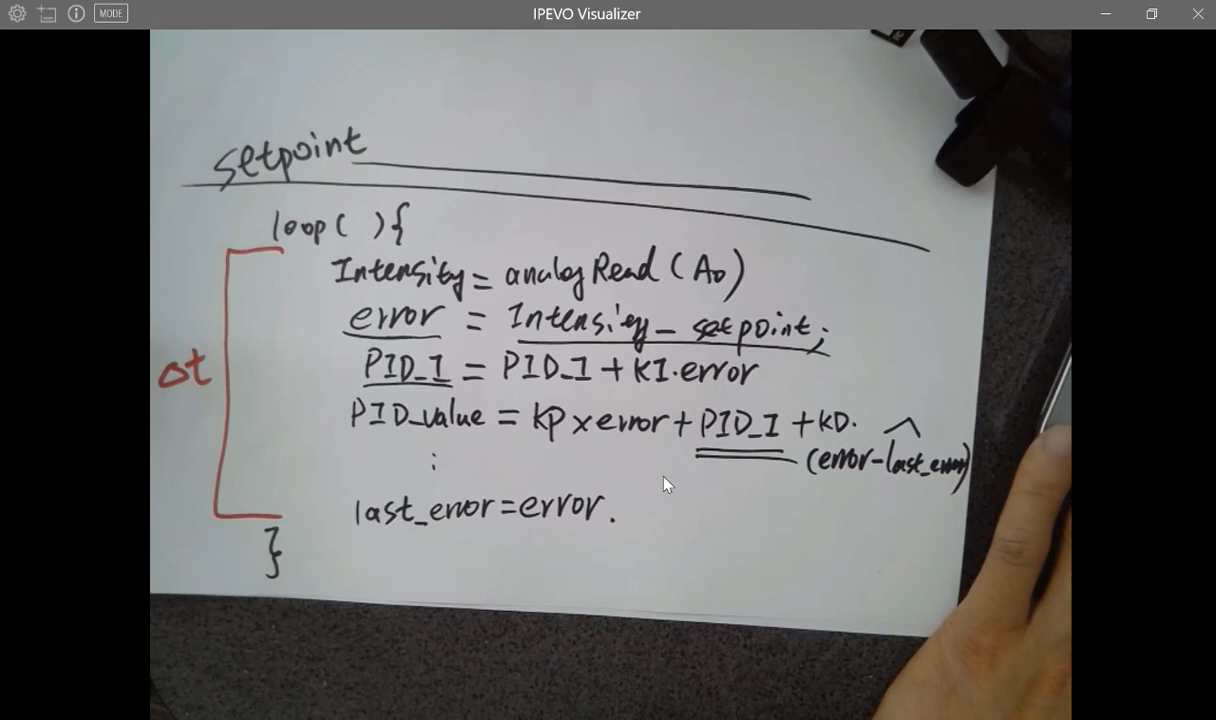 MODE
IPEVO Visualizer
setpoint
loop( ){
Intensity = analogRead (A0)
error = Intensity - setpoint;
PID_I = PID_I + KI.error
PID_value = KP x error + PID_I + KD.
(error-last_error)
:
last_error = error.
}
Δt